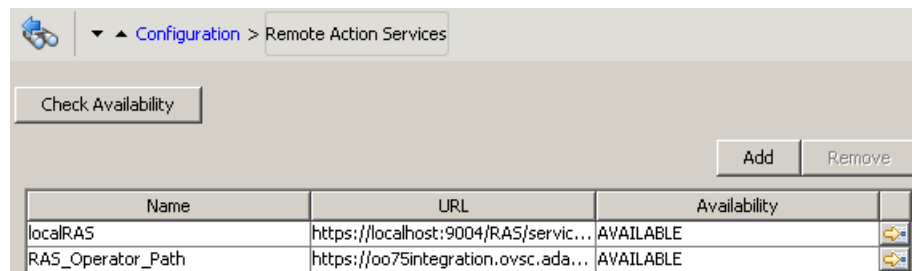 Configuration > Remote Action Services
Check Availability
Add Remove
Name URL Availability
localRAS https://localhost:9004/RAS/servic... AVAILABLE
RAS_Operator_Path https://oo75integration.ovsc.ada... AVAILABLE